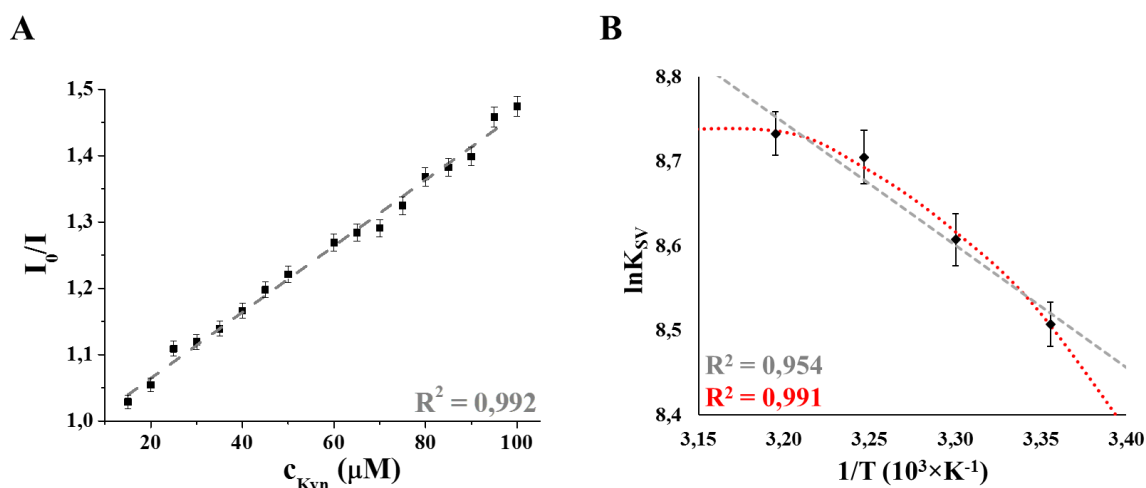 A
I₀/I
1,5
1,4
1,3
1,2
1,1
1,0
20
40
60
80
100
c_Kyn (μM)
R² = 0,992
B
lnK_SV
8,8
8,7
8,6
8,5
8,4
3,15
3,20
3,25
3,30
3,35
3,40
1/T (10³×K⁻¹)
R² = 0,954
R² = 0,991